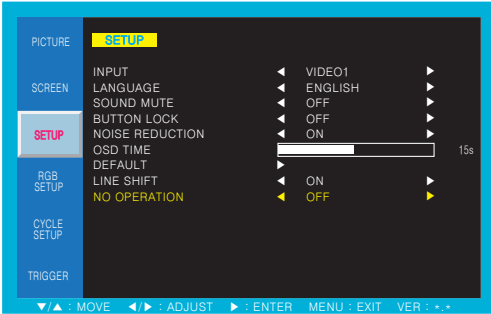 PICTURE
SCREEN
SETUP
RGB
SETUP
CYCLE
SETUP
TRIGGER
SETUP
INPUT ◀ VIDEO1 ▶
LANGUAGE ◀ ENGLISH ▶
SOUND MUTE ◀ OFF ▶
BUTTON LOCK ◀ OFF ▶
NOISE REDUCTION ◀ ON ▶
OSD TIME 15s
DEFAULT ▶
LINE SHIFT ◀ ON ▶
NO OPERATION ◀ OFF ▶
▼/▲ : MOVE ◀/▶ : ADJUST ▶ : ENTER MENU : EXIT VER : *.*